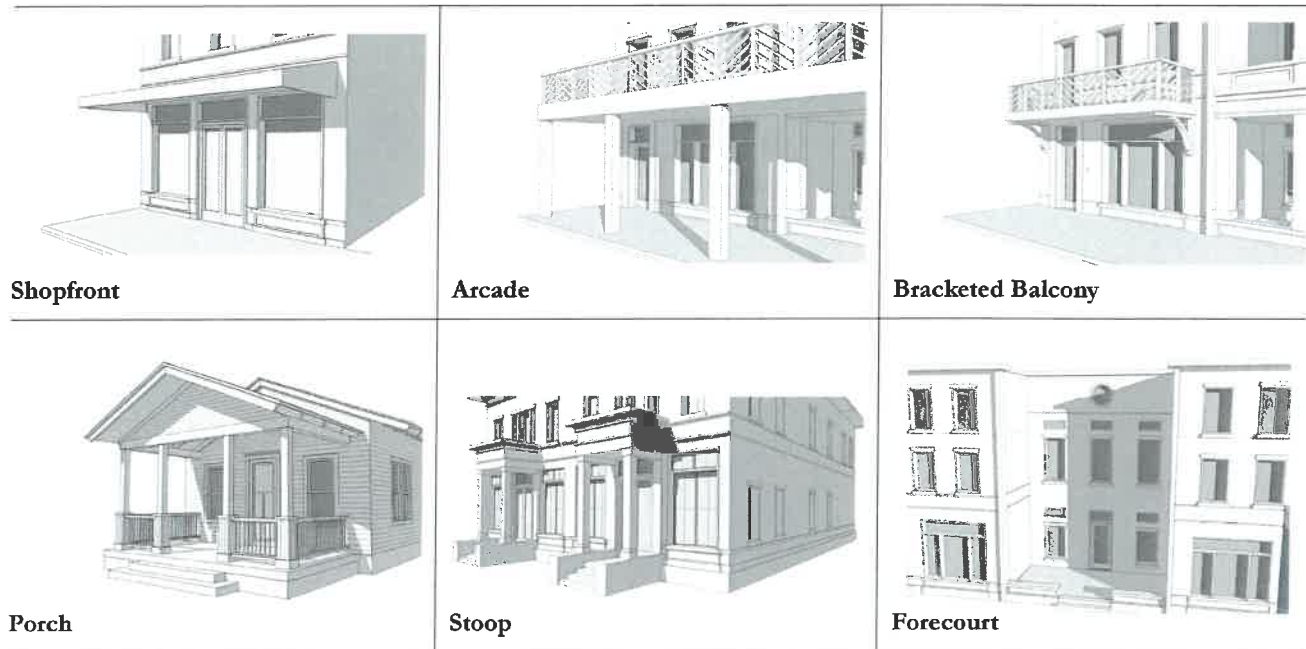 Shopfront
Arcade
Bracketed Balcony
Porch
Stoop
Forecourt